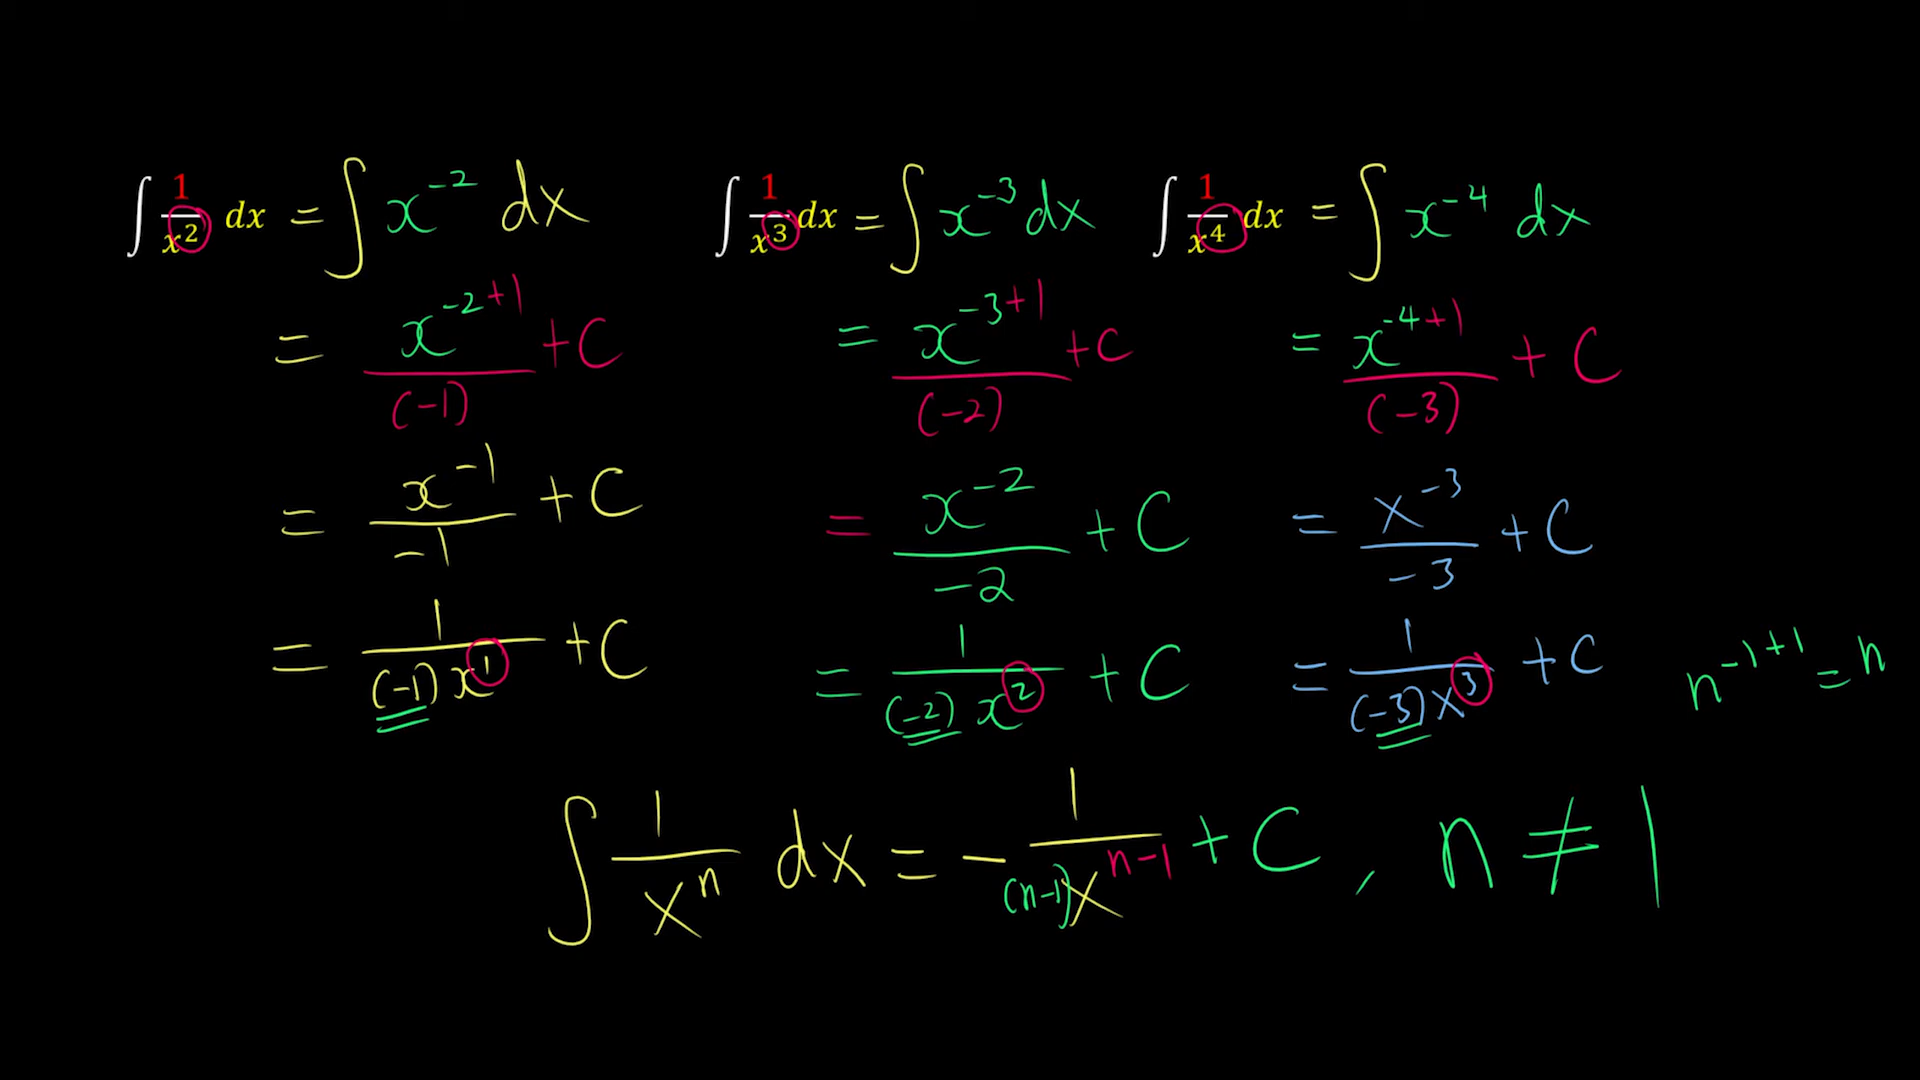 ∫ 1/x² dx = ∫ x⁻² dx
= x⁻²⁺¹/(-1) + C
= x⁻¹/-1 + C
= 1/(-1)x¹ + C
∫ 1/x³ dx = ∫ x⁻³ dx
= x⁻³⁺¹/(-2) + C
= x⁻²/-2 + C
= 1/(-2)x² + C
∫ 1/x⁴ dx = ∫ x⁻⁴ dx
= x⁻⁴⁺¹/(-3) + C
= x⁻³/-3 + C
= 1/(-3)x³ + C
n⁻¹⁺¹ = n
∫ 1/xⁿ dx = - 1/(n-1)xⁿ⁻¹ + C , n ≠ 1